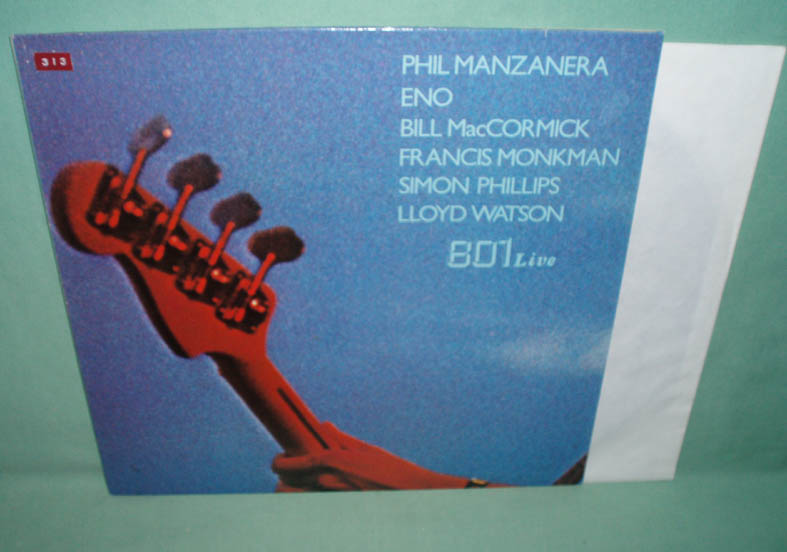 313
PHIL MANZANERA
ENO
BILL MacCORMICK
FRANCIS MONKMAN
SIMON PHILLIPS
LLOYD WATSON
801 Live